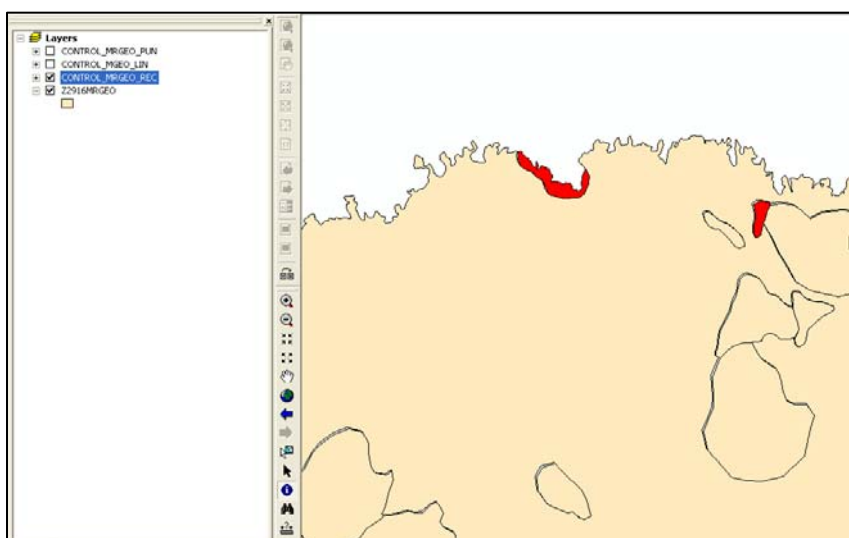 Layers
CONTROL_MRGEO_PUN
CONTROL_MGEO_LIN
CONTROL_MRGEO_REC
Z2916MRGEO